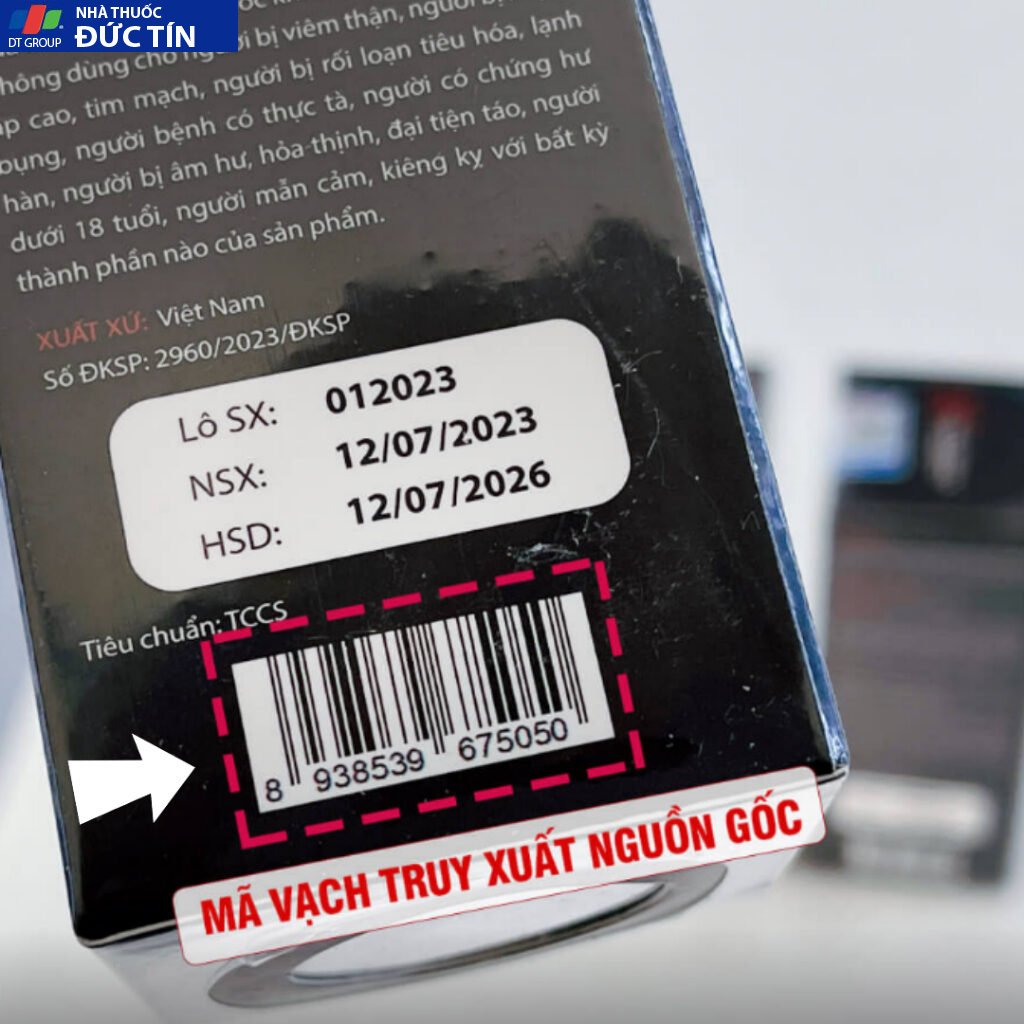 NHÀ THUỐC
DT GROUP ĐỨC TÍN
không dùng cho người bị viêm thận, người bị
áp cao, tim mạch, người bị rối loạn tiêu hóa, lạnh
bụng, người bệnh có thực tà, người có chứng hư
hàn, người bị âm hư, hỏa thịnh, đại tiện táo, người
dưới 18 tuổi, người mẫn cảm, kiêng kỵ với bất kỳ
thành phần nào của sản phẩm.
XUẤT XỨ: Việt Nam
Số ĐKSP: 2960/2023/ĐKSP
Lô SX: 012023
NSX: 12/07/2023
HSD: 12/07/2026
Tiêu chuẩn: TCCS
8 938539 675050
MÃ VẠCH TRUY XUẤT NGUỒN GỐC